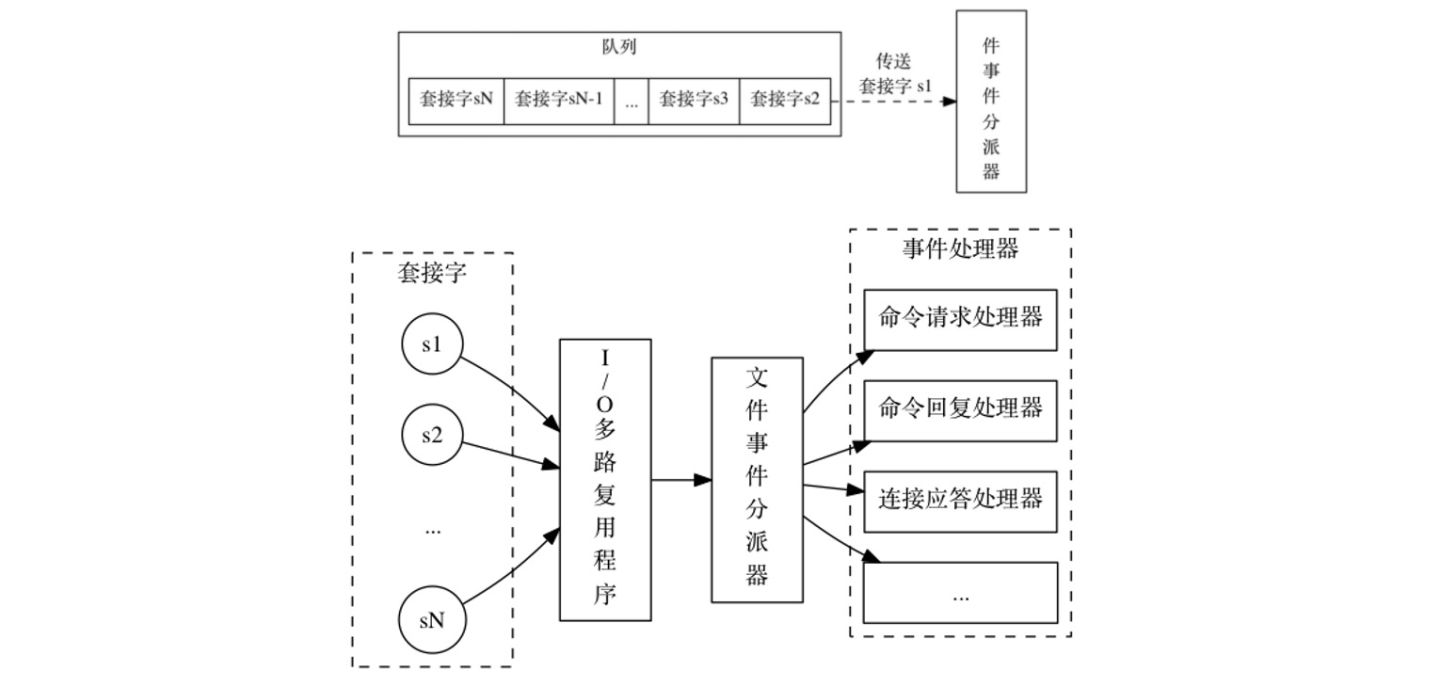 队列
套接字sN
套接字sN-1
...
套接字s3
套接字s2
传送
套接字 s1
件事件分派器
套接字
s1
s2
...
sN
I/O多路复用程序
文件事件分派器
事件处理器
命令请求处理器
命令回复处理器
连接应答处理器
...